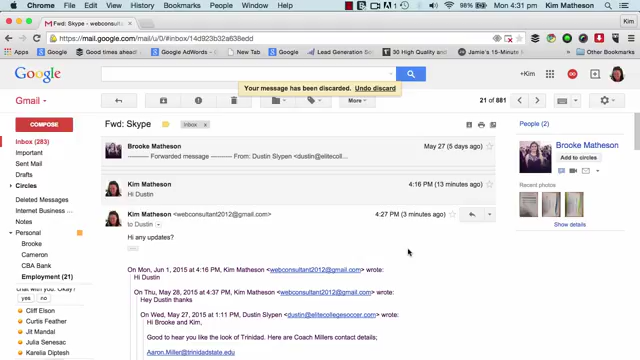 Chrome File Edit View History Bookmarks People Window Help 98% Mon 4:31 pm Kim Matheson
Fwd: Skype - webconsultan
https://mail.google.com/mail/u/0/#inbox/14d923b32a638edd
Apps Bookmarks Good times ahead Google AdWords New Tab Google Lead Generation Ser 30 High Quality and Jamie's 15-Minute Other Bookmarks
Google +Kim
Your message has been discarded. Undo discard
Gmail More 21 of 881
COMPOSE
Inbox (283)
Important
Sent Mail
Drafts
Circles
Deleted Messages
Internet Business ...
Notes
Personal
Brooke
Cameron
CBA Bank
Employment (21)
chat with you. Okay?
yes no
Cliff Elson
Curtis Feather
Jit Mandal
Julia Senesac
Karelia Diptesh
Fwd: Skype Inbox x
Brooke Matheson May 27 (5 days ago)
---------- Forwarded message ---------- From: Dustin Slypen <dustin@elitecoll...
Kim Matheson 4:16 PM (13 minutes ago)
Hi Dustin
Kim Matheson <webconsultant2012@gmail.com> 4:27 PM (3 minutes ago)
to Dustin
Hi any updates?
On Mon, Jun 1, 2015 at 4:16 PM, Kim Matheson <webconsultant2012@gmail.com> wrote:
Hi Dustin
On Thu, May 28, 2015 at 4:37 PM, Kim Matheson <webconsultant2012@gmail.com> wrote:
Hey Dustin thanks
On Wed, May 27, 2015 at 1:11 PM, Dustin Slypen <dustin@elitecollegesoccer.com> wrote:
Hi Brooke and Kim,
Good to hear you like the look of Trinidad. Here are Coach Millers contact details;
Aaron.Miller@trinidadstate.edu
People (2)
Brooke Matheson
Add to circles
Recent photos
Show details